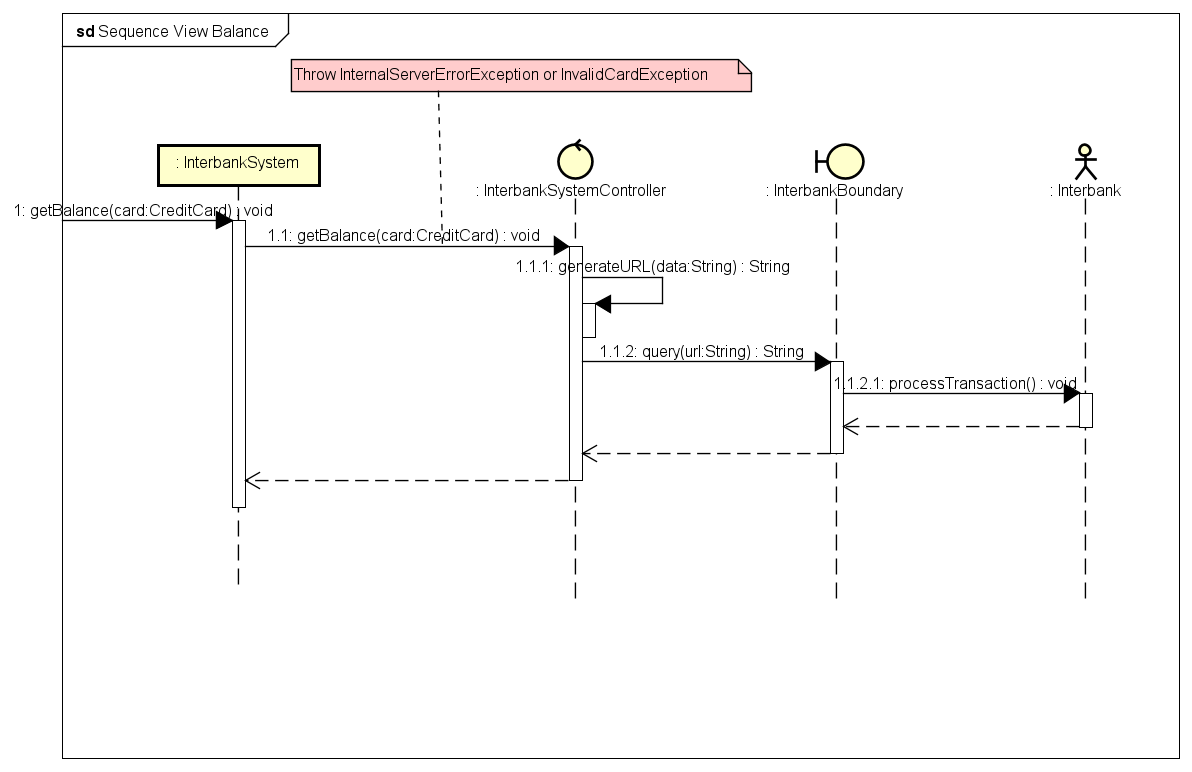 sd Sequence View Balance
Throw InternalServerErrorException or InvalidCardException
: InterbankSystem
: InterbankSystemController
: InterbankBoundary
: Interbank
1: getBalance(card:CreditCard) : void
1.1: getBalance(card:CreditCard) : void
1.1.1: generateURL(data:String) : String
1.1.2: query(url:String) : String
1.1.2.1: processTransaction() : void